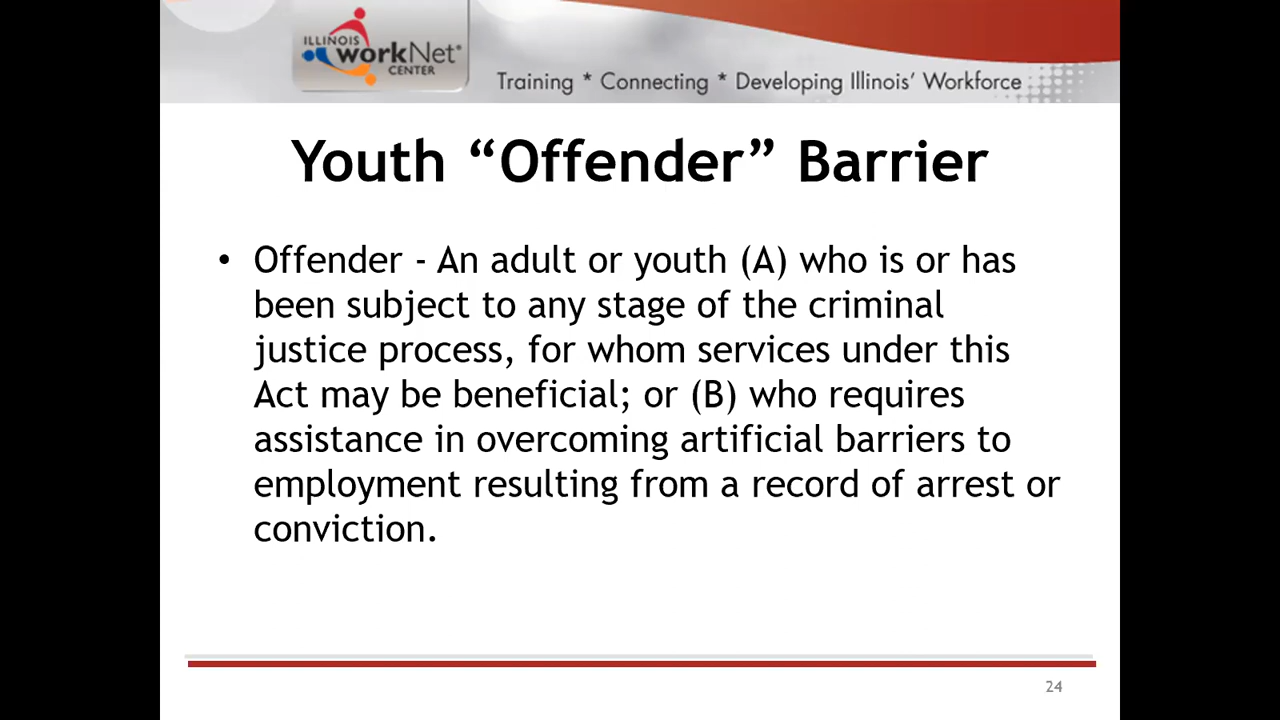 ILLINOIS
workNet®
CENTER
Training * Connecting * Developing Illinois’ Workforce
Youth “Offender” Barrier
• Offender - An adult or youth (A) who is or has
been subject to any stage of the criminal
justice process, for whom services under this
Act may be beneficial; or (B) who requires
assistance in overcoming artificial barriers to
employment resulting from a record of arrest or
conviction.
24